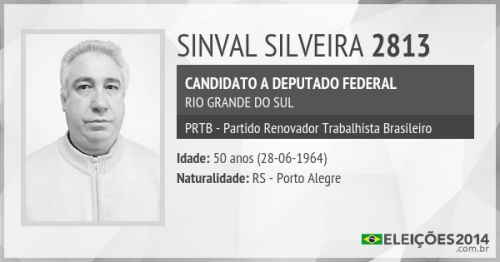 SINVAL SILVEIRA 2813
CANDIDATO A DEPUTADO FEDERAL
RIO GRANDE DO SUL
PRTB - Partido Renovador Trabalhista Brasileiro
Idade: 50 anos (28-06-1964)
Naturalidade: RS - Porto Alegre
ELEIÇÕES2014
.com.br